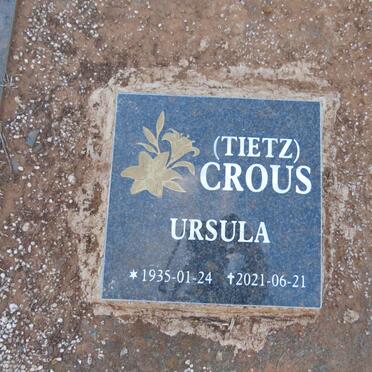 (TIETZ)
CROUS
URSULA
* 1935-01-24 ✝ 2021-06-21